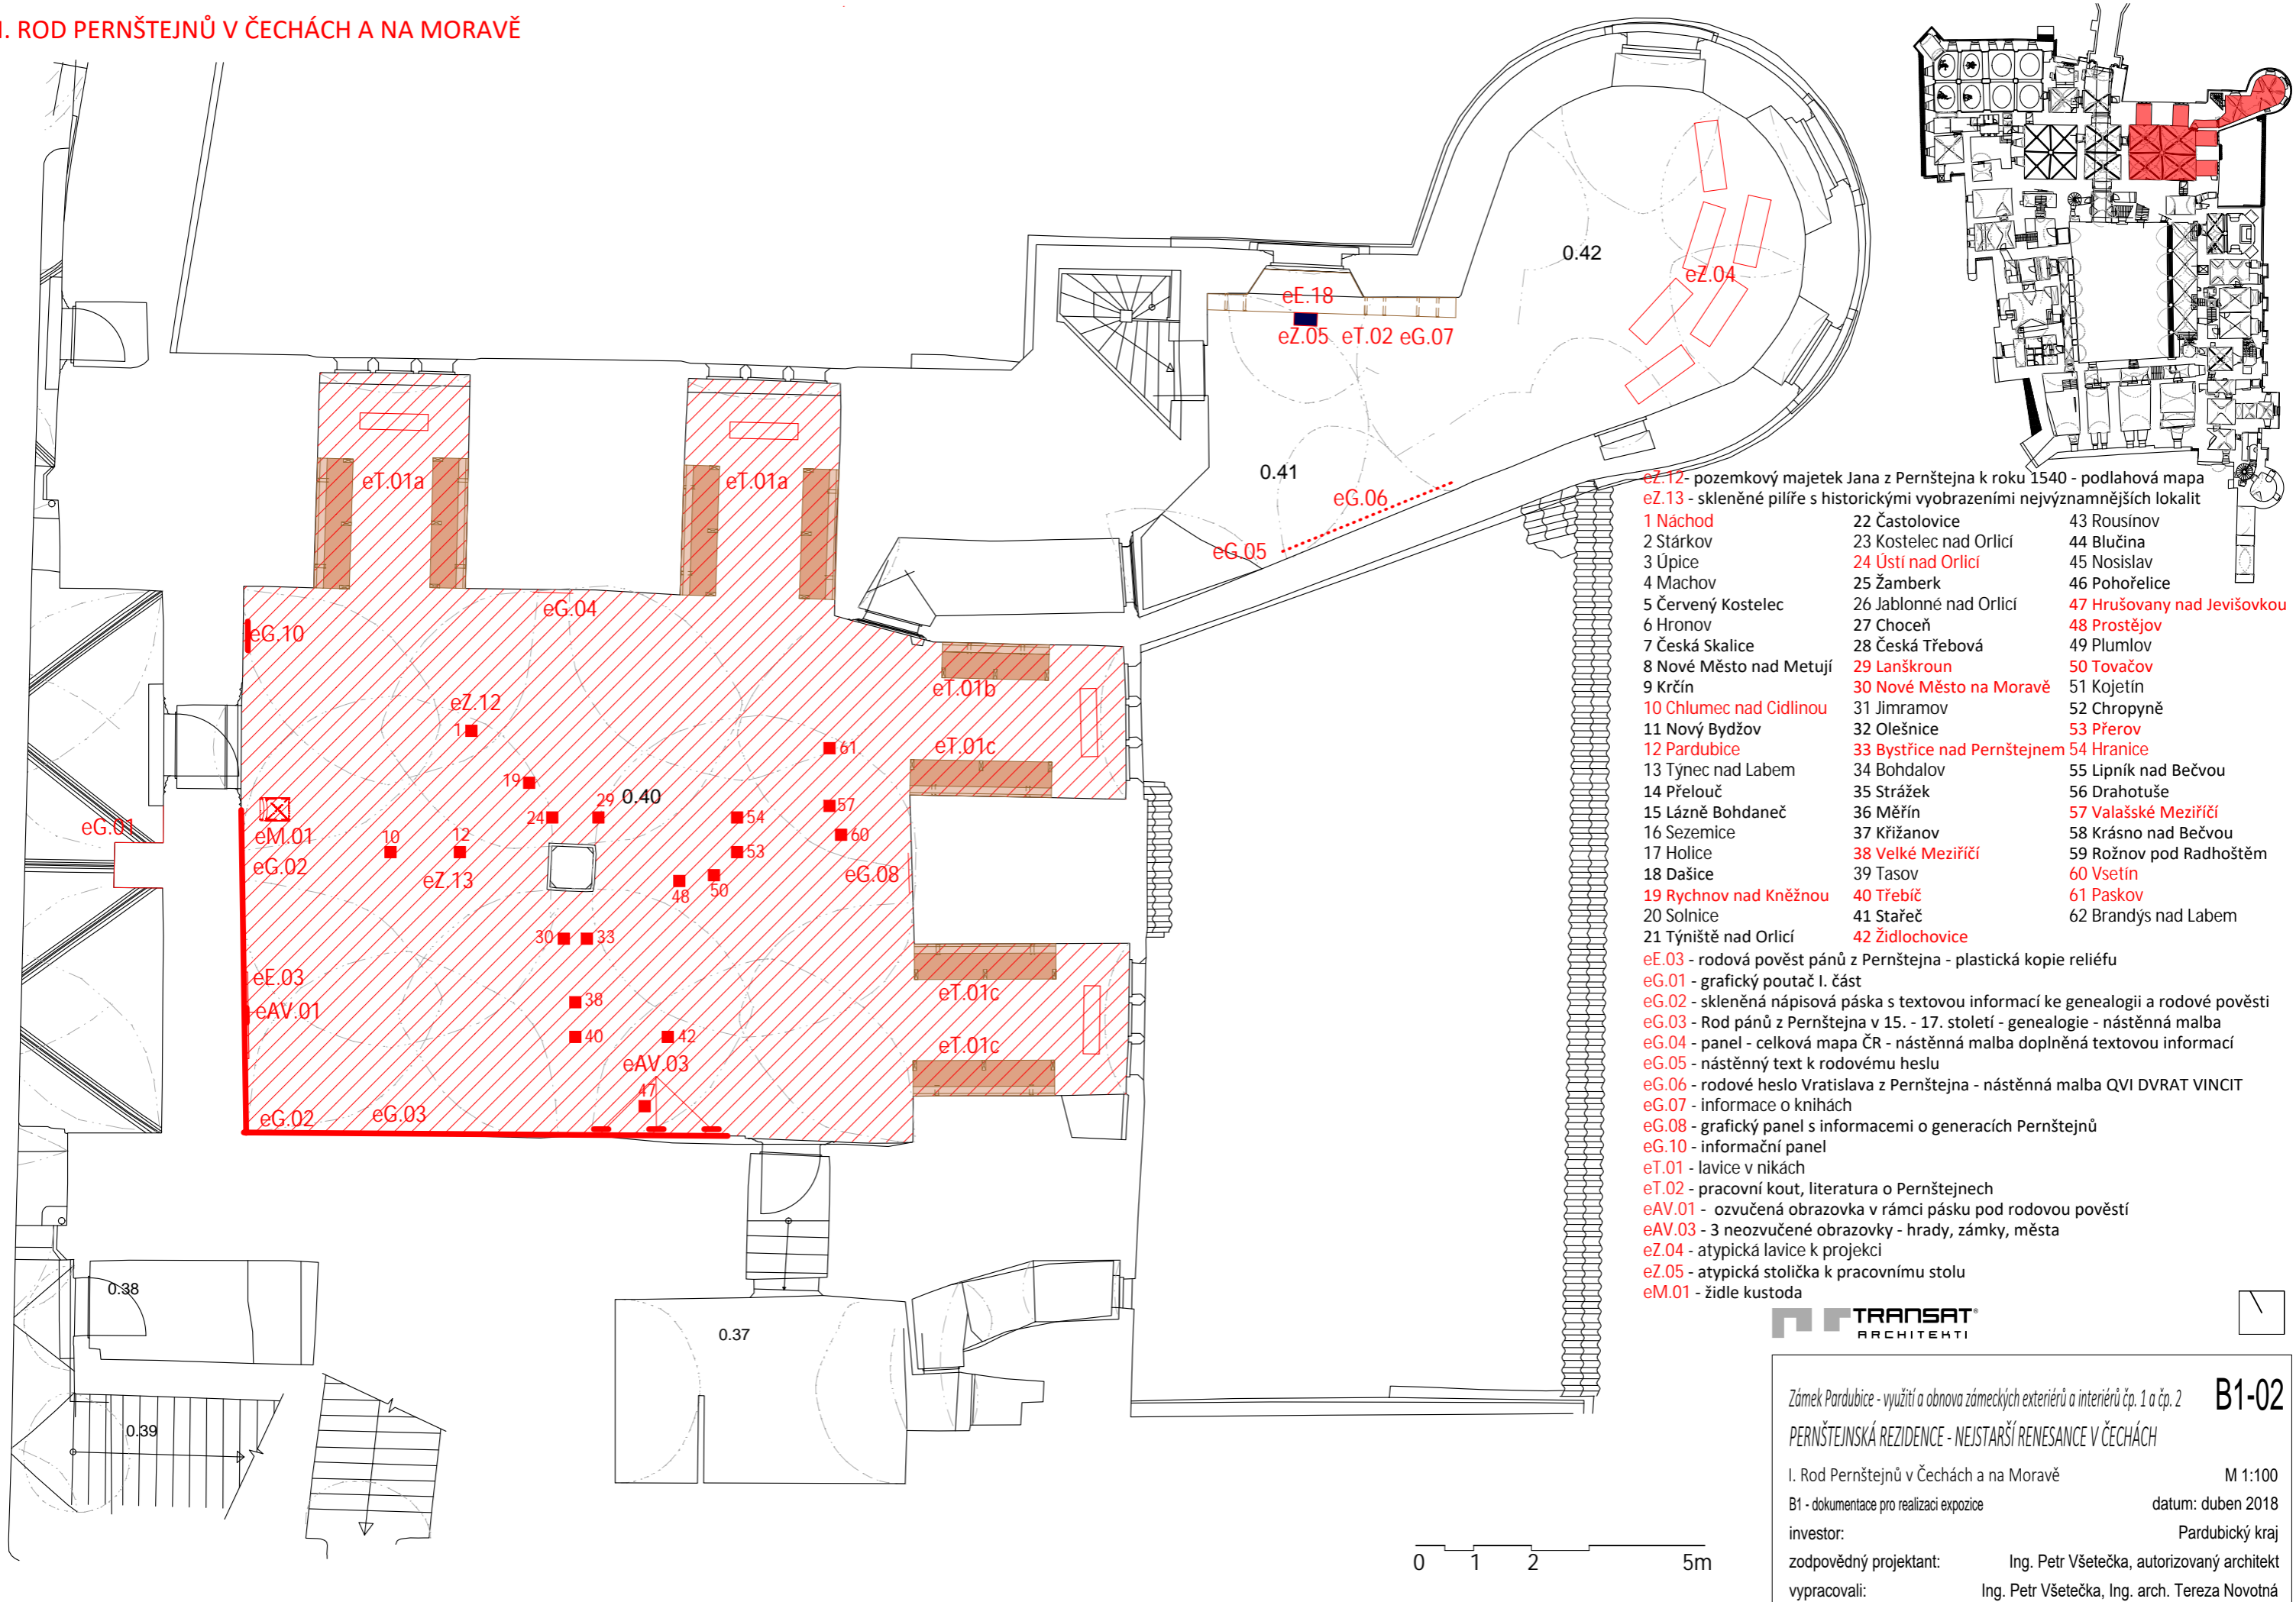 I. ROD PERNŠTEJNŮ V ČECHÁCH A NA MORAVĚ
0.42
eZ.04
eE.18
eZ.05 eT.02 eG.07
0.41
eG.06
eG.05
eT.01a
eT.01a
eG.04
eG.10
eT.01b
eZ.12
1
eT.01c
61
19
29
0.40
24
54
57
eG.01
eM.01
10
12
60
53
eG.02
eZ.13
eG.08
48
50
30
33
eE.03
38
eT.01c
eAV.01
40
42
eT.01c
eAV.03
47
eG.02
eG.03
0.38
0.37
0.39
eZ.12- pozemkový majetek Jana z Pernštejna k roku 1540 - podlahová mapa
eZ.13 - skleněné pilíře s historickými vyobrazeními nejvýznamnějších lokalit
1 Náchod
2 Stárkov
3 Úpice
4 Machov
5 Červený Kostelec
6 Hronov
7 Česká Skalice
8 Nové Město nad Metují
9 Krčín
10 Chlumec nad Cidlinou
11 Nový Bydžov
12 Pardubice
13 Týnec nad Labem
14 Přelouč
15 Lázně Bohdaneč
16 Sezemice
17 Holice
18 Dašice
19 Rychnov nad Kněžnou
20 Solnice
21 Týniště nad Orlicí
22 Častolovice
23 Kostelec nad Orlicí
24 Ústí nad Orlicí
25 Žamberk
26 Jablonné nad Orlicí
27 Choceň
28 Česká Třebová
29 Lanškroun
30 Nové Město na Moravě
31 Jimramov
32 Olešnice
33 Bystřice nad Pernštejnem
34 Bohdalov
35 Strážek
36 Měřín
37 Křižanov
38 Velké Meziříčí
39 Tasov
40 Třebíč
41 Stařeč
42 Židlochovice
43 Rousínov
44 Blučina
45 Nosislav
46 Pohořelice
47 Hrušovany nad Jevišovkou
48 Prostějov
49 Plumlov
50 Tovačov
51 Kojetín
52 Chropyně
53 Přerov
54 Hranice
55 Lipník nad Bečvou
56 Drahotuše
57 Valašské Meziříčí
58 Krásno nad Bečvou
59 Rožnov pod Radhoštěm
60 Vsetín
61 Paskov
62 Brandýs nad Labem
eE.03 - rodová pověst pánů z Pernštejna - plastická kopie reliéfu
eG.01 - grafický poutač I. část
eG.02 - skleněná nápisová páska s textovou informací ke genealogii a rodové pověsti
eG.03 - Rod pánů z Pernštejna v 15. - 17. století - genealogie - nástěnná malba
eG.04 - panel - celková mapa ČR - nástěnná malba doplněná textovou informací
eG.05 - nástěnný text k rodovému heslu
eG.06 - rodové heslo Vratislava z Pernštejna - nástěnná malba QVI DVRAT VINCIT
eG.07 - informace o knihách
eG.08 - grafický panel s informacemi o generacích Pernštejnů
eG.10 - informační panel
eT.01 - lavice v nikách
eT.02 - pracovní kout, literatura o Pernštejnech
eAV.01 - ozvučená obrazovka v rámci pásku pod rodovou pověstí
eAV.03 - 3 neozvučené obrazovky - hrady, zámky, města
eZ.04 - atypická lavice k projekci
eZ.05 - atypická stolička k pracovnímu stolu
eM.01 - židle kustoda
TRANSAT®
ARCHITEKTI
Zámek Pardubice - využití a obnova zámeckých exteriérů a interiérů čp. 1 a čp. 2 B1-02
PERNŠTEJNSKÁ REZIDENCE - NEJSTARŠÍ RENESANCE V ČECHÁCH
I. Rod Pernštejnů v Čechách a na Moravě M 1:100
B1 - dokumentace pro realizaci expozice datum: duben 2018
investor: Pardubický kraj
zodpovědný projektant: Ing. Petr Všetečka, autorizovaný architekt
vypracovali: Ing. Petr Všetečka, Ing. arch. Tereza Novotná
0 1 2 5m